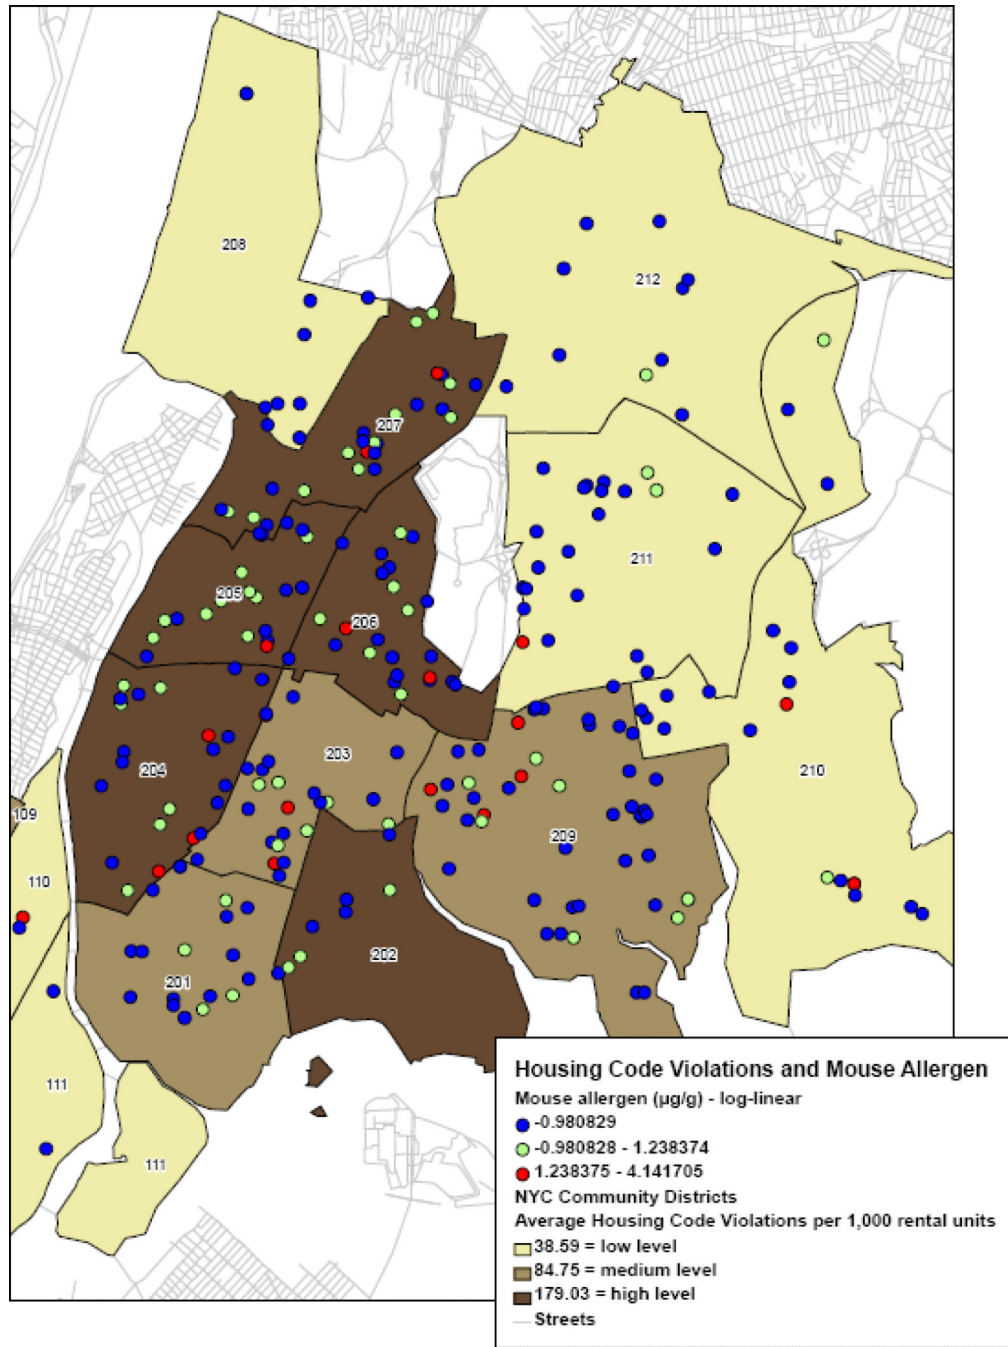 208
212
207
211
205
206
203
204
210
109
209
110
202
201
111
111
Housing Code Violations and Mouse Allergen
Mouse allergen (µg/g) - log-linear
-0.980829
-0.980828 - 1.238374
1.238375 - 4.141705
NYC Community Districts
Average Housing Code Violations per 1,000 rental units
38.59 = low level
84.75 = medium level
179.03 = high level
Streets